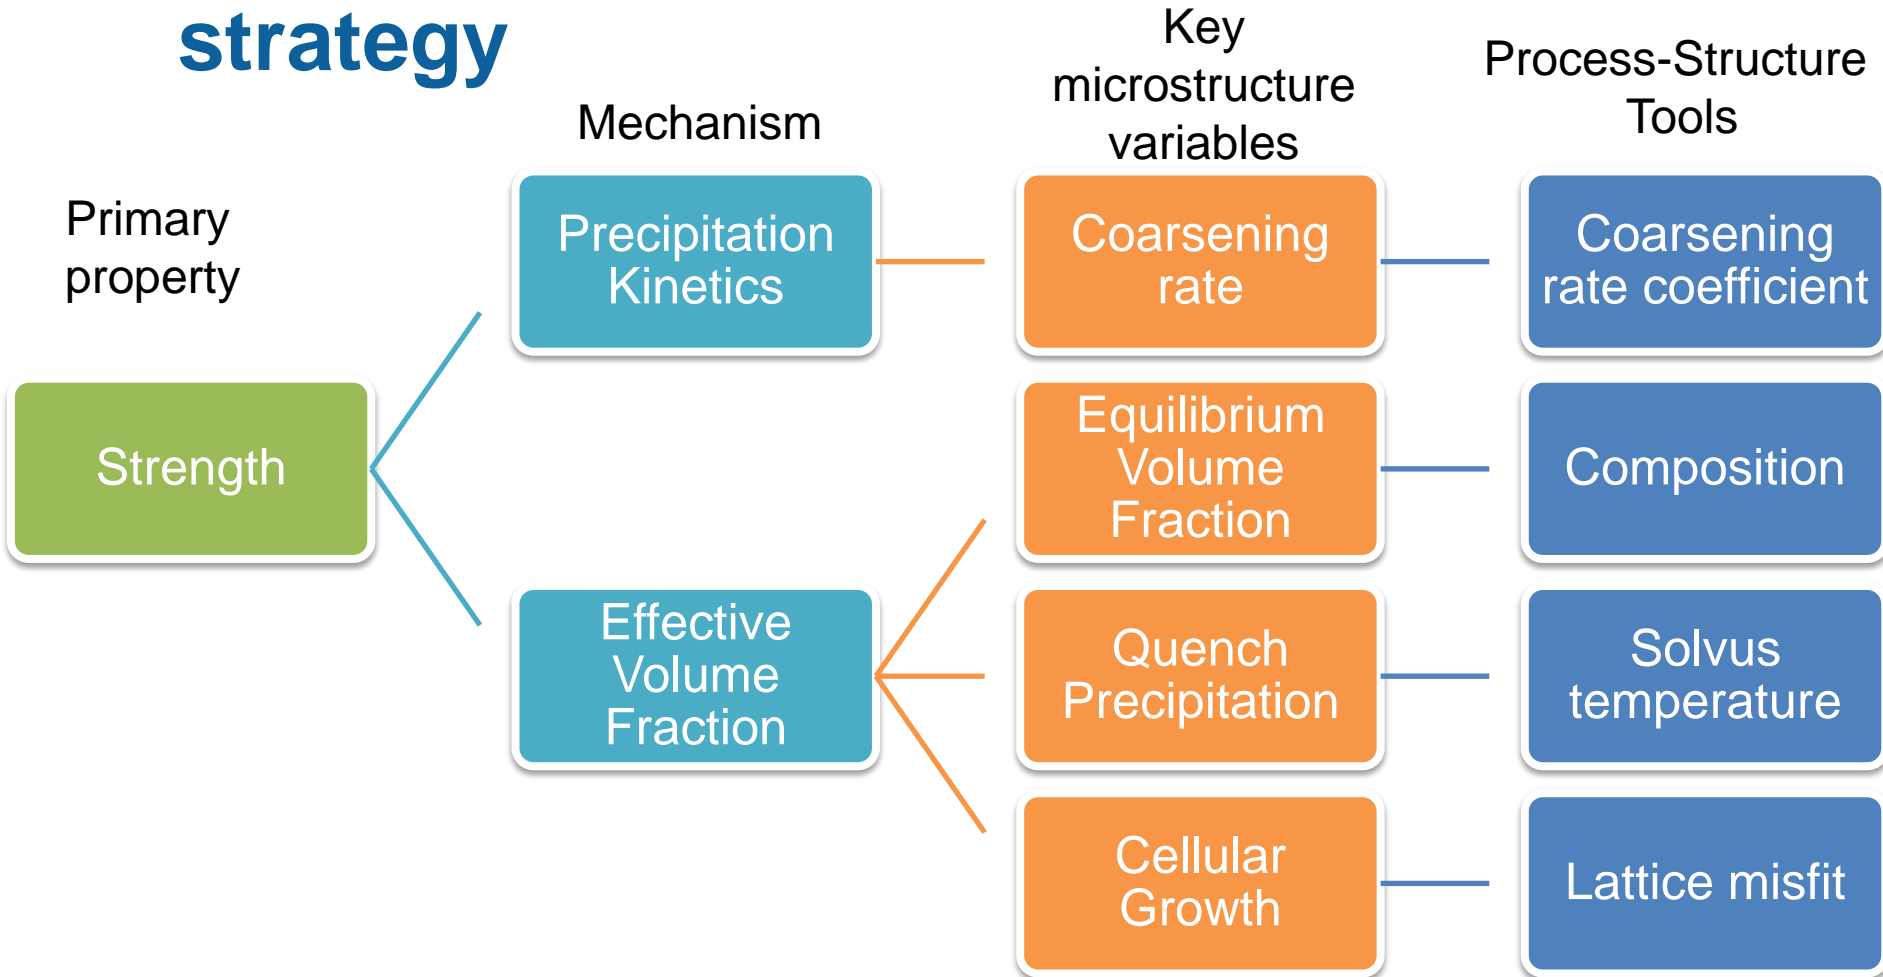 strategy
Primary
property
Mechanism
Key
microstructure
variables
Process-Structure
Tools
Strength
Precipitation
Kinetics
Effective
Volume
Fraction
Coarsening
rate
Equilibrium
Volume
Fraction
Quench
Precipitation
Cellular
Growth
Coarsening
rate coefficient
Composition
Solvus
temperature
Lattice misfit